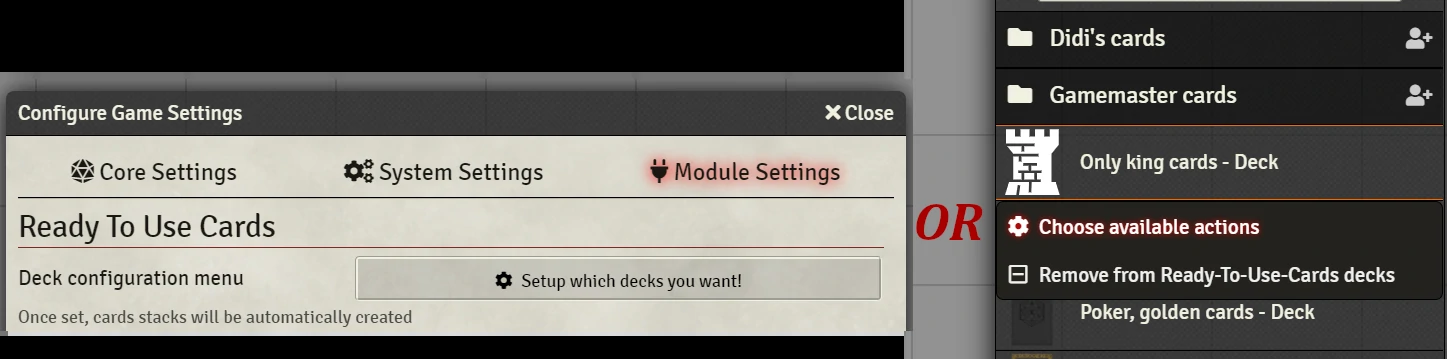 Configure Game Settings
Close
Core Settings
System Settings
Module Settings
Ready To Use Cards
Deck configuration menu
Setup which decks you want!
Once set, cards stacks will be automatically created
OR
Didi's cards
Gamemaster cards
Only king cards - Deck
Choose available actions
Remove from Ready-To-Use-Cards decks
Poker, golden cards - Deck